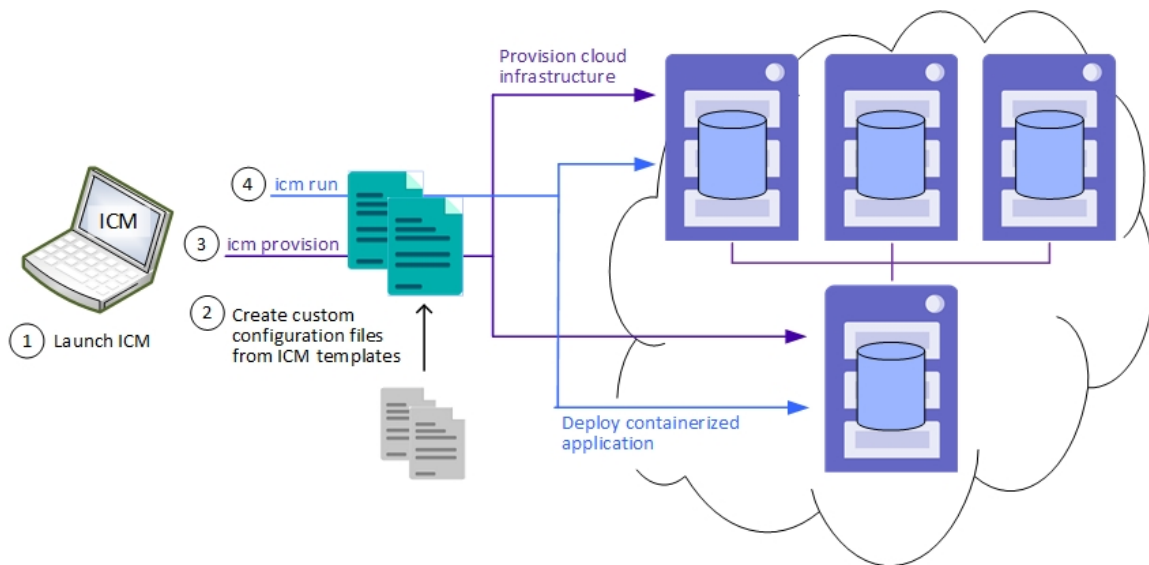 Provision cloud
infrastructure
4 icm run
ICM
3 icm provision
2 Create custom
configuration files
from ICM templates
1 Launch ICM
Deploy containerized
application